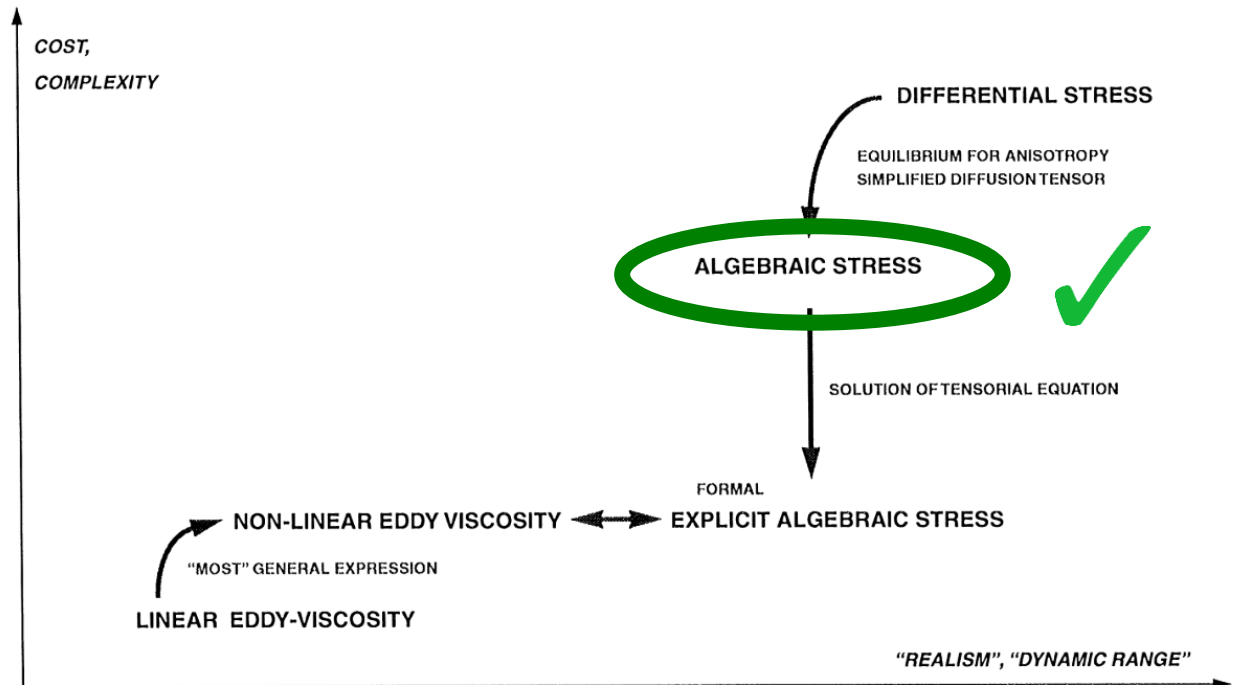 COST,
COMPLEXITY
DIFFERENTIAL STRESS
EQUILIBRIUM FOR ANISOTROPY
SIMPLIFIED DIFFUSION TENSOR
ALGEBRAIC STRESS
SOLUTION OF TENSORIAL EQUATION
FORMAL
NON-LINEAR EDDY VISCOSITY
EXPLICIT ALGEBRAIC STRESS
“MOST” GENERAL EXPRESSION
LINEAR EDDY-VISCOSITY
“REALISM”, “DYNAMIC RANGE”